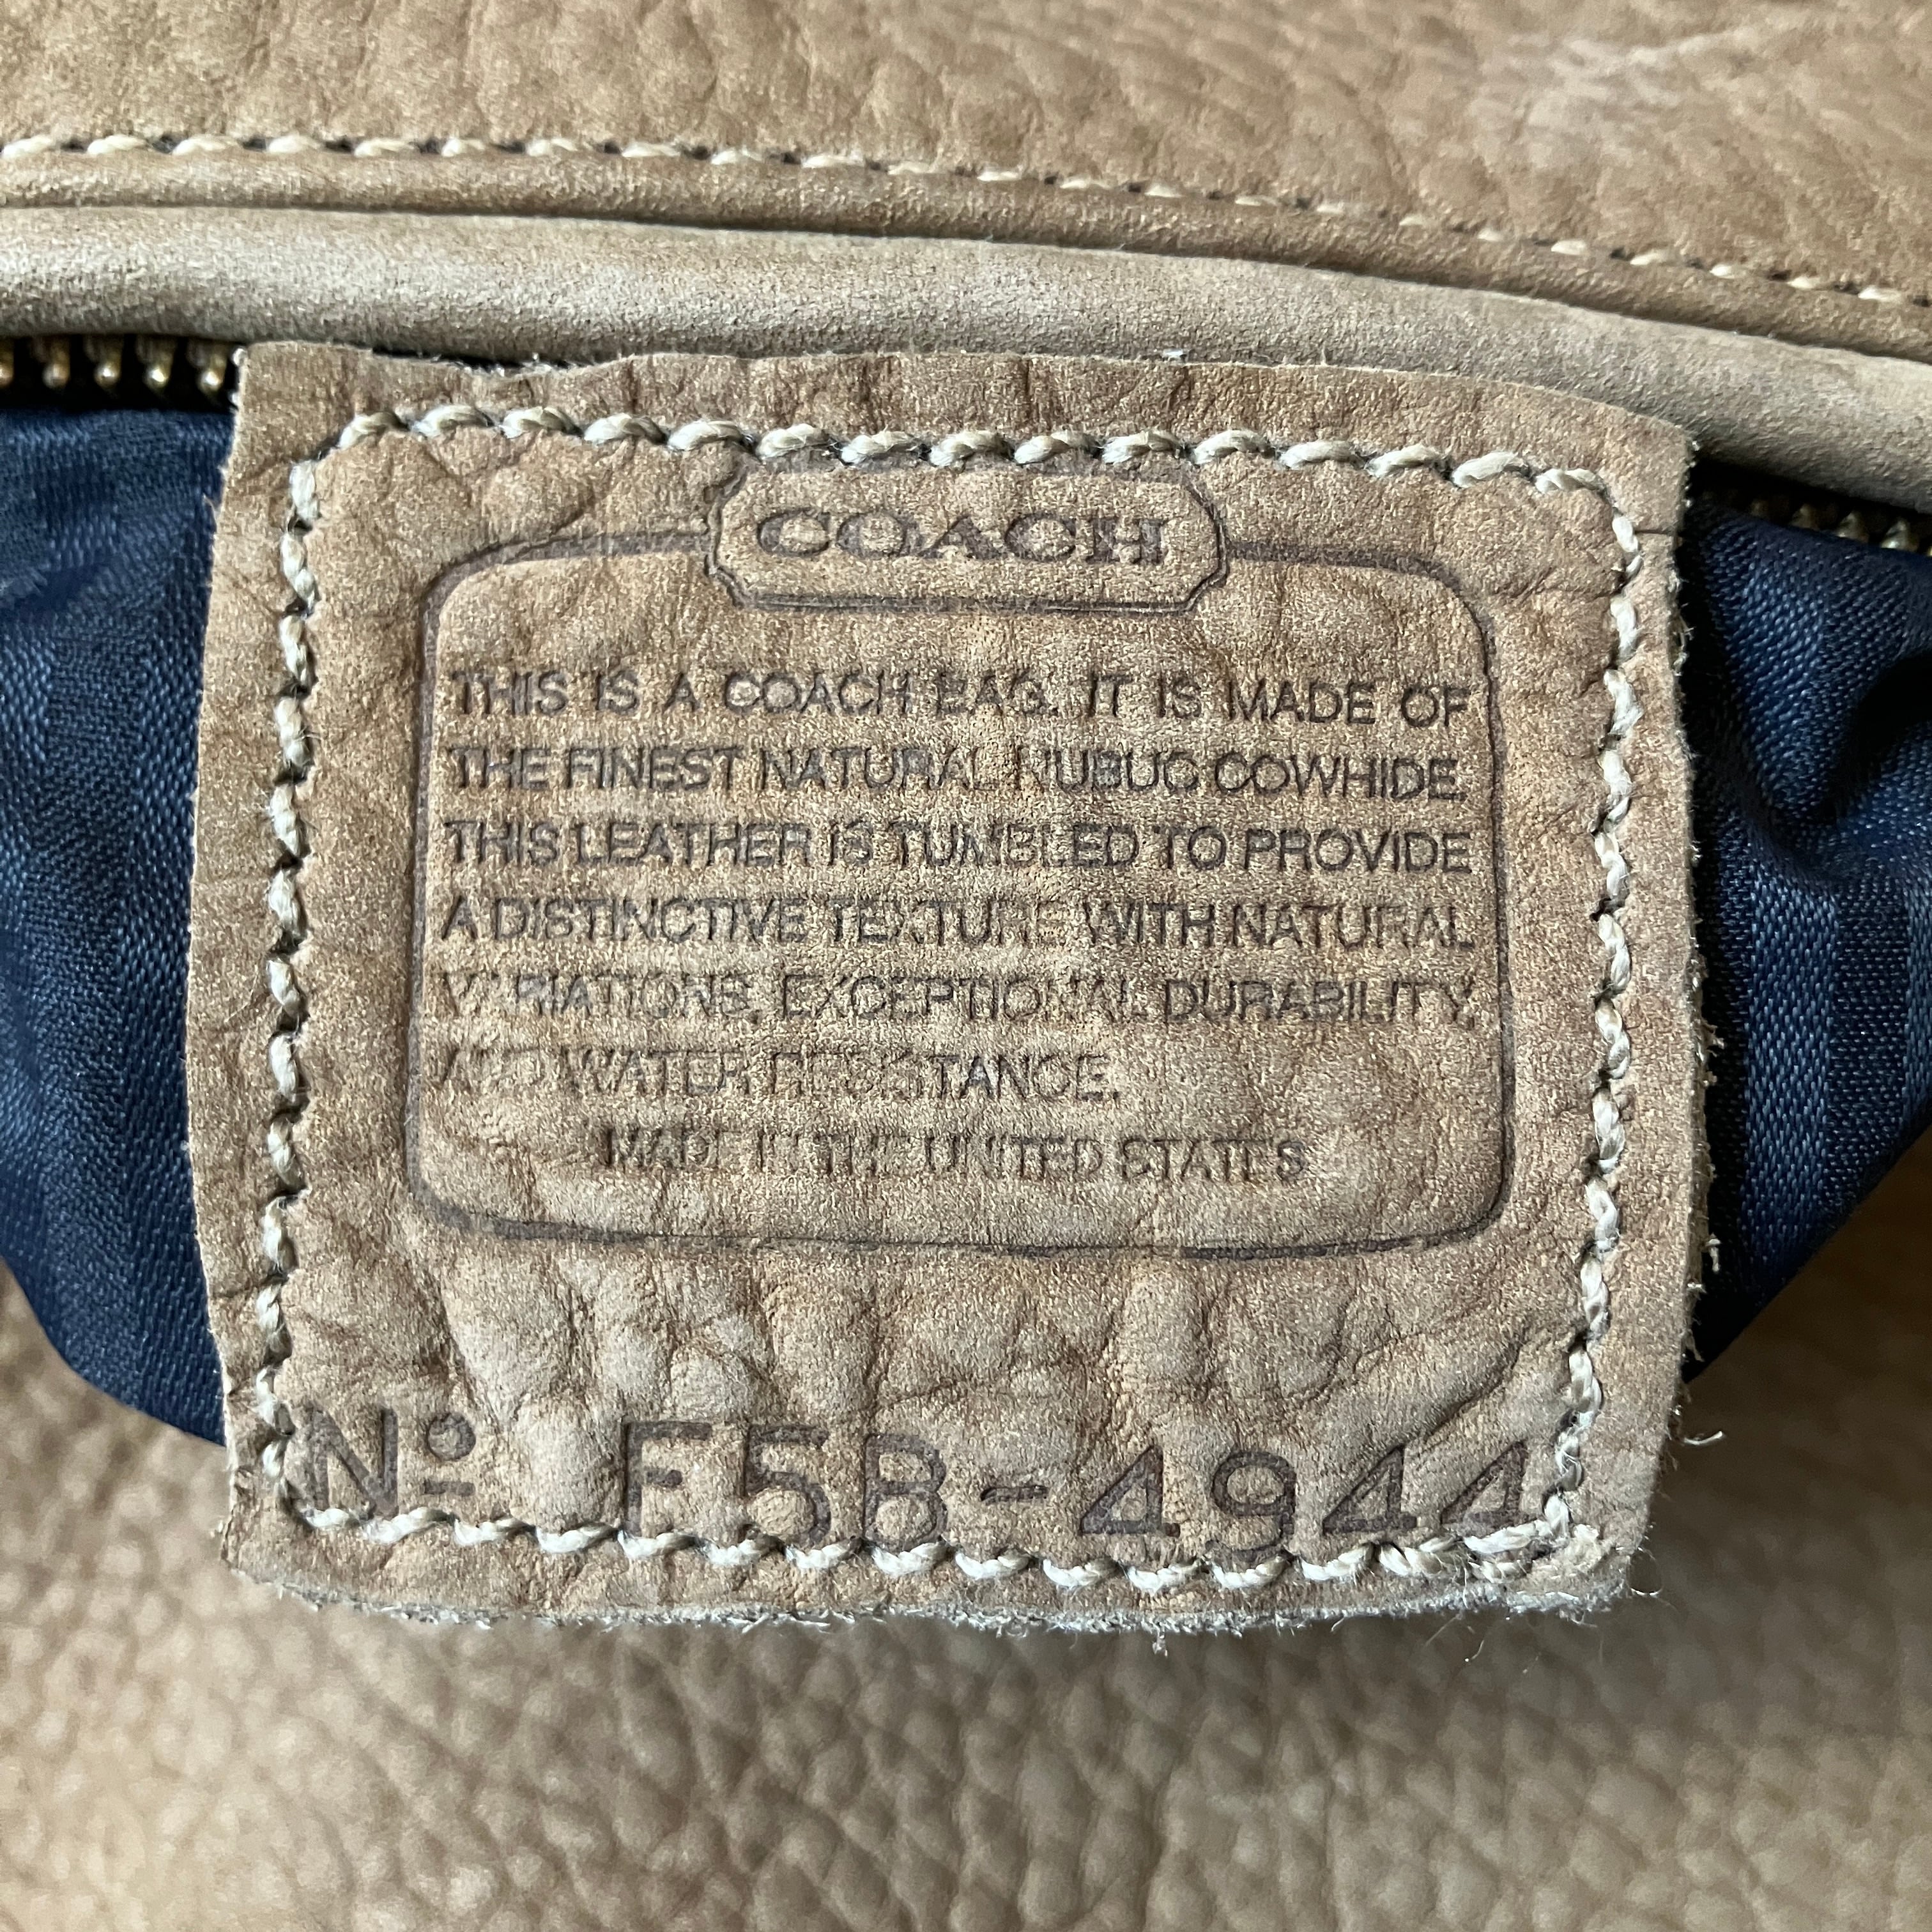 COACH
THIS IS A COACH BAG. IT IS MADE OF
THE FINEST NATURAL NUBUC COWHIDE.
THIS LEATHER IS TUMBLED TO PROVIDE
A DISTINCTIVE TEXTURE WITH NATURAL
VARIATIONS, EXCEPTIONAL DURABILITY,
AND WATER RESISTANCE.
MADE IN THE UNITED STATES
Nº F5B-4944